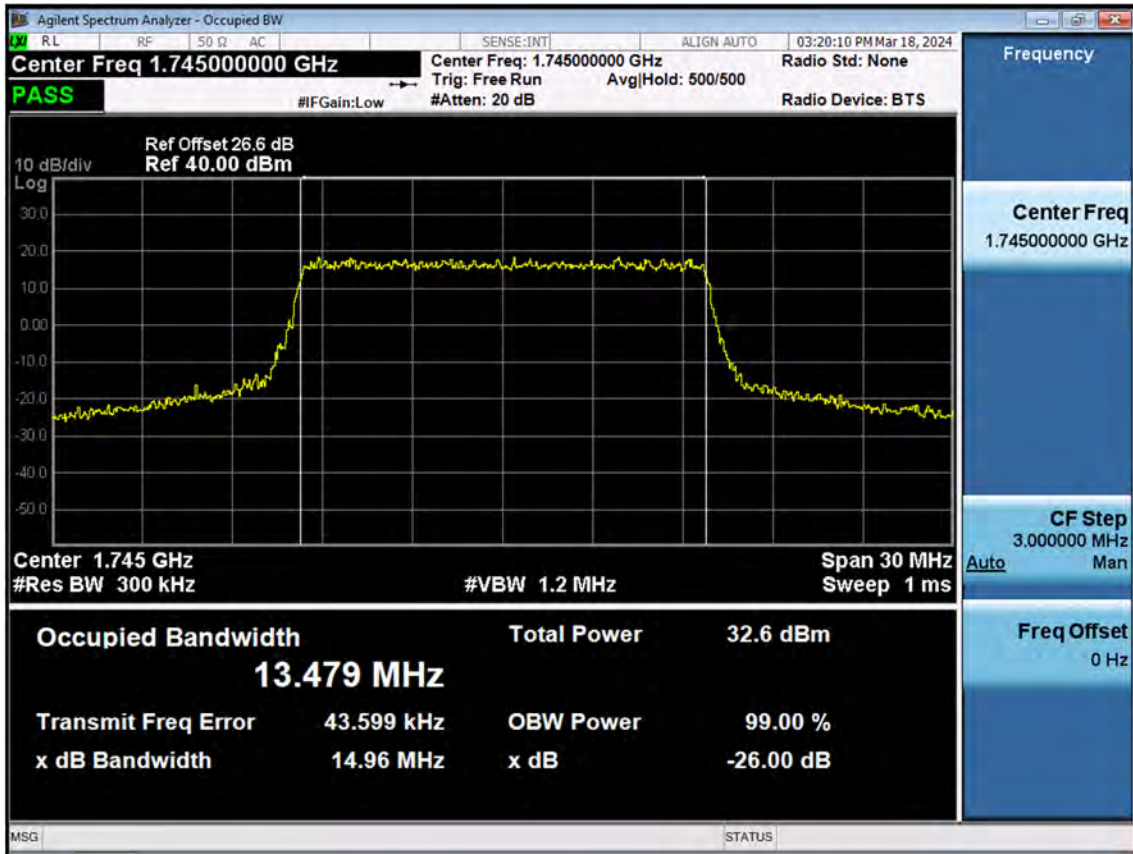 Agilent Spectrum Analyzer - Occupied BW
LXI RL RF 50 Ω AC SENSE:INT ALIGN AUTO 03:20:10 PM Mar 18, 2024
Center Freq 1.745000000 GHz
Center Freq: 1.745000000 GHz Radio Std: None
Trig: Free Run Avg|Hold: 500/500
PASS
#IFGain:Low #Atten: 20 dB Radio Device: BTS
Ref Offset 26.6 dB
10 dB/div Ref 40.00 dBm
Log
30.0
20.0
10.0
0.00
-10.0
-20.0
-30.0
-40.0
-50.0
Center 1.745 GHz Span 30 MHz
#Res BW 300 kHz #VBW 1.2 MHz Sweep 1 ms
Occupied Bandwidth Total Power 32.6 dBm
13.479 MHz
Transmit Freq Error 43.599 kHz OBW Power 99.00 %
x dB Bandwidth 14.96 MHz x dB -26.00 dB
MSG STATUS
Frequency
Center Freq
1.745000000 GHz
CF Step
3.000000 MHz
Auto Man
Freq Offset
0 Hz